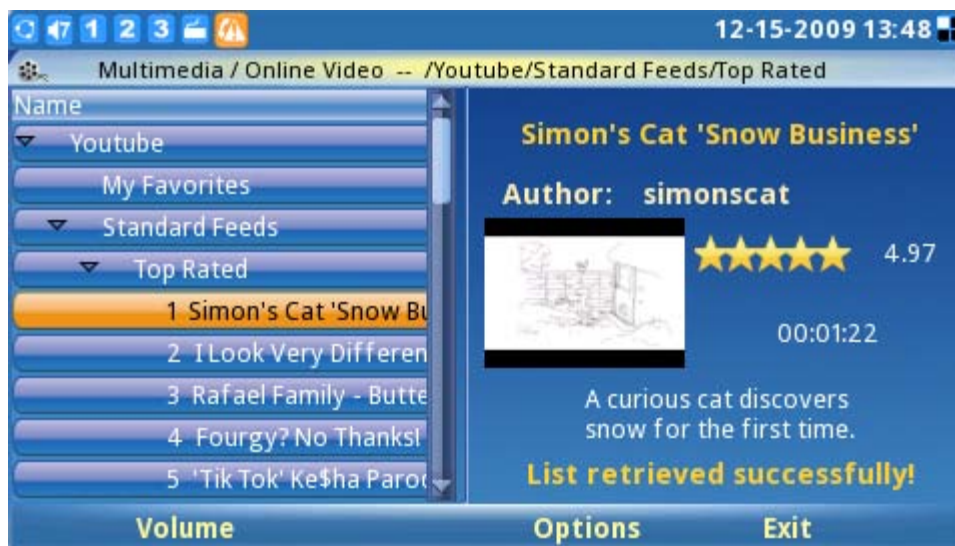 7 1 2 3 12-15-2009 13:48
Multimedia / Online Video -- /Youtube/Standard Feeds/Top Rated
Name
Youtube
My Favorites
Standard Feeds
Top Rated
1 Simon's Cat 'Snow Bu
2 I Look Very Differen
3 Rafael Family - Butte
4 Fourgy? No Thanks!
5 'Tik Tok' Ke$ha Paroc
Simon's Cat 'Snow Business'
Author: simonscat
4.97
00:01:22
A curious cat discovers
snow for the first time.
List retrieved successfully!
Volume Options Exit